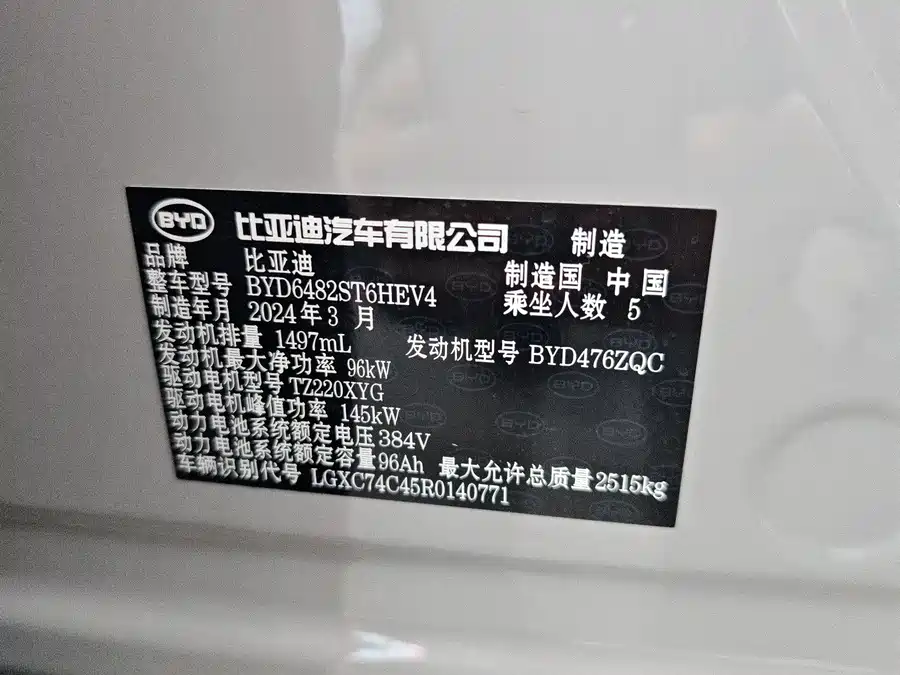 BYD 比亚迪汽车有限公司 制造
品牌 比亚迪 制造国 中国
整车型号 BYD6482ST6HEV4 乘坐人数 5
制造年月 2024年3月
发动机排量 1497mL 发动机型号 BYD476ZQC
发动机最大净功率 96kW
驱动电机型号 TZ220XYG
驱动电机峰值功率 145kW
动力电池系统额定电压 384V
动力电池系统额定容量 96Ah 最大允许总质量 2515kg
车辆识别代号 LGXC74C45R0140771